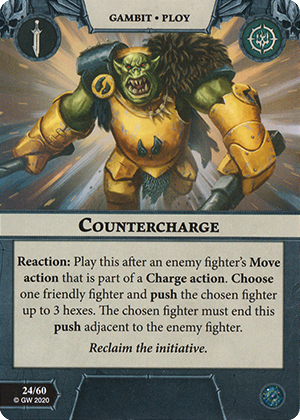 GAMBIT • PLOY
COUNTERCHARGE
Reaction: Play this after an enemy fighter's Move
action that is part of a Charge action. Choose
one friendly fighter and push the chosen fighter
up to 3 hexes. The chosen fighter must end this
push adjacent to the enemy fighter.
Reclaim the initiative.
24/60
© GW 2020